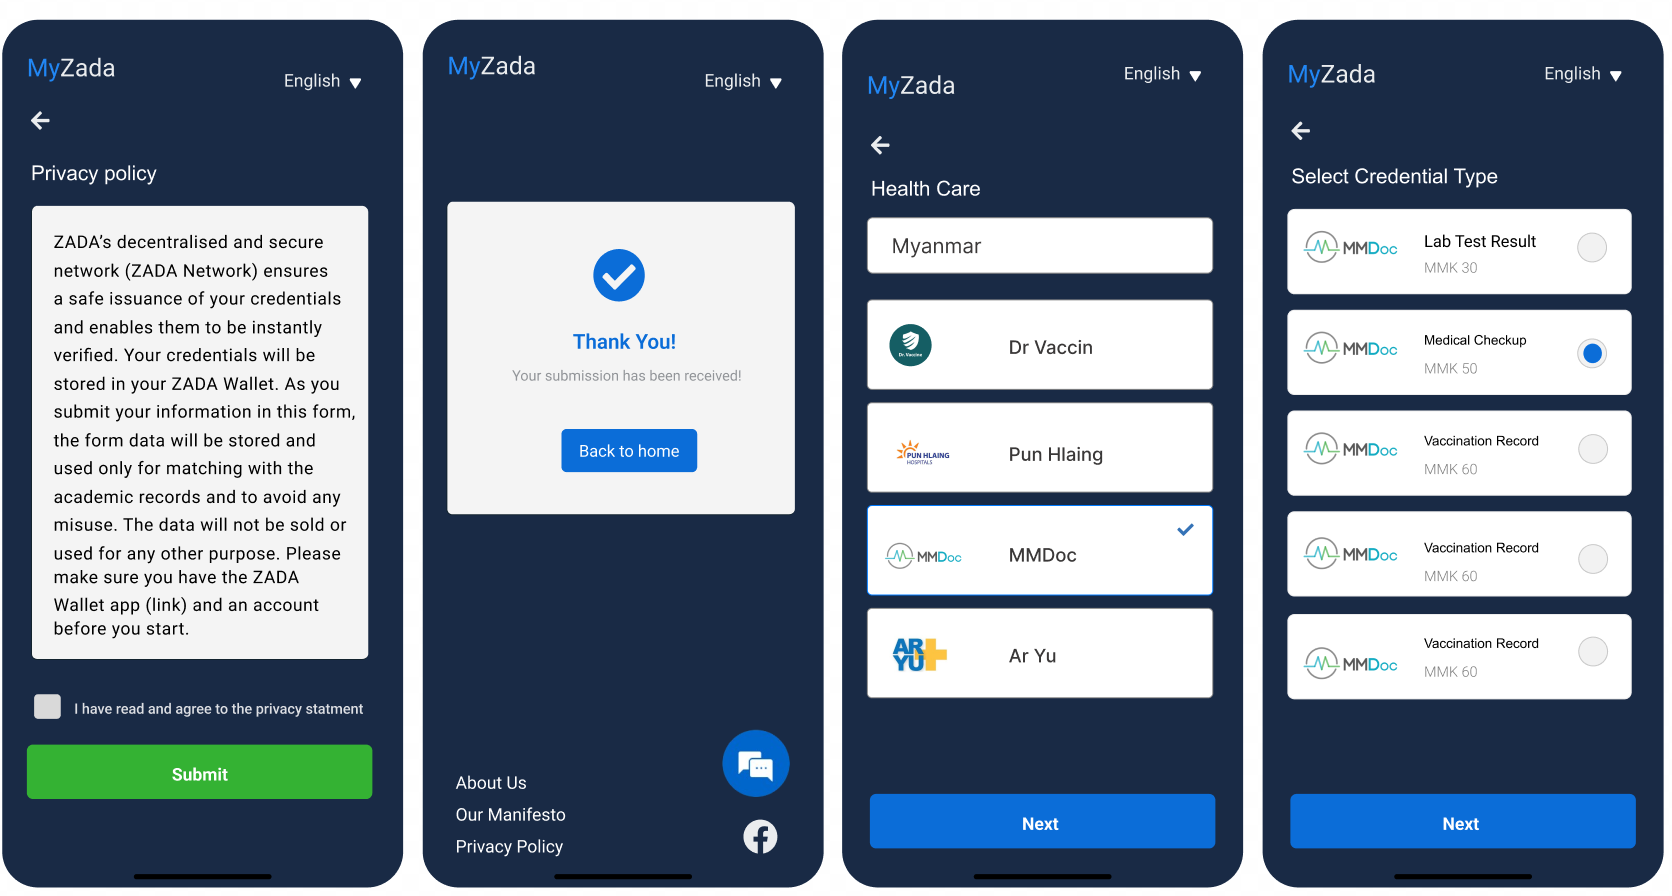 MyZada
English
Privacy policy
ZADA’s decentralised and secure
network (ZADA Network) ensures
a safe issuance of your credentials
and enables them to be instantly
verified. Your credentials will be
stored in your ZADA Wallet. As you
submit your information in this form,
the form data will be stored and
used only for matching with the
academic records and to avoid any
misuse. The data will not be sold or
used for any other purpose. Please
make sure you have the ZADA
Wallet app (link) and an account
before you start.
I have read and agree to the privacy statment
Submit
MyZada
English
Thank You!
Your submission has been received!
Back to home
About Us
Our Manifesto
Privacy Policy
MyZada
English
Health Care
Myanmar
Dr.Vaccine
Dr Vaccin
PUN HLAING
HOSPITALS
Pun Hlaing
MMDoc
MMDoc
AR
YU
Ar Yu
Next
MyZada
English
Select Credential Type
MMDoc
Lab Test Result
MMK 30
MMDoc
Medical Checkup
MMK 50
MMDoc
Vaccination Record
MMK 60
MMDoc
Vaccination Record
MMK 60
MMDoc
Vaccination Record
MMK 60
Next